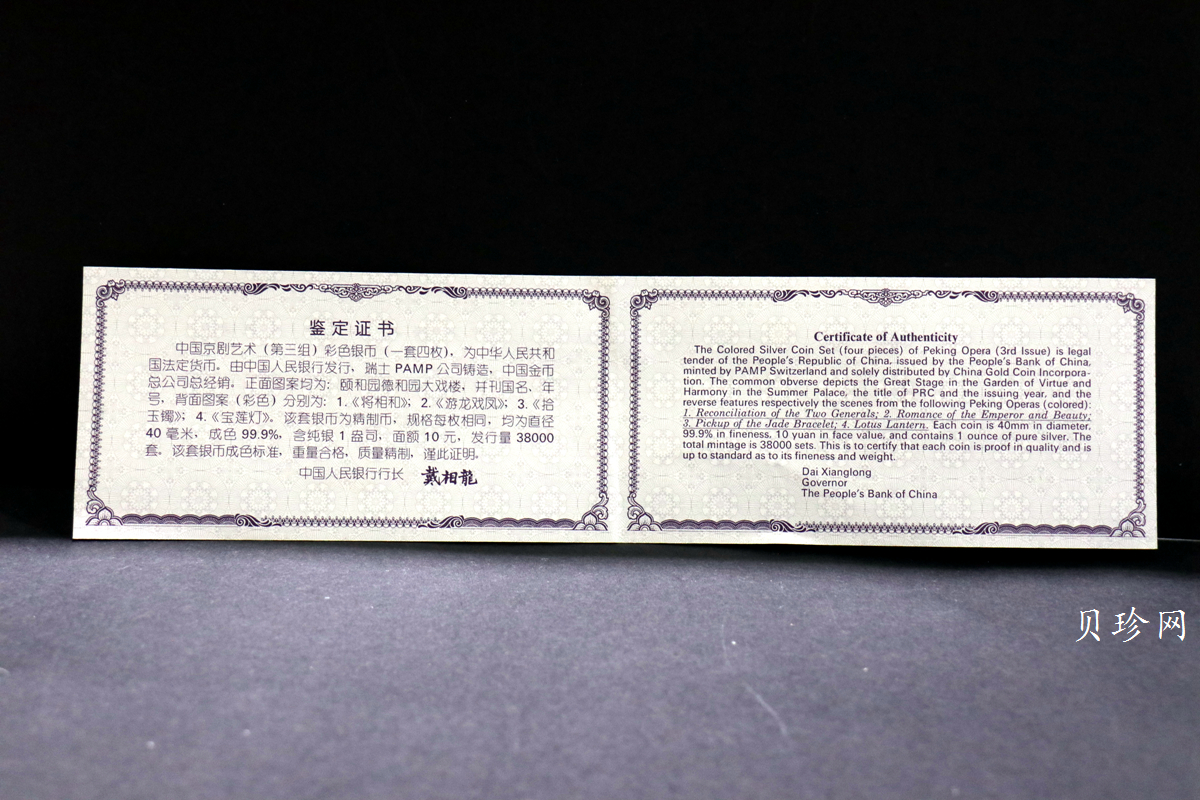 鉴定证书
中国京剧艺术（第三组）彩色银币（一套四枚），为中华人民共和
国法定货币。由中国人民银行发行，瑞士 PAMP 公司铸造，中国金币
总公司总经销。正面图案均为：颐和园德和园大戏楼，并刊国名、年
号，背面图案（彩色）分别为：1.《将相和》；2.《游龙戏凤》；3.《拾
玉镯》；4.《宝莲灯》。该套银币为精制币，规格每枚相同，均为直径
40 毫米，成色 99.9%，含纯银 1 盎司，面额 10 元，发行量 38000
套。该套银币成色标准，重量合格，质量精制，谨此证明。
中国人民银行行长 戴相龍
Certificate of Authenticity
The Colored Silver Coin Set (four pieces) of Peking Opera (3rd Issue) is legal
tender of the People's Republic of China, issued by the People's Bank of China,
minted by PAMP Switzerland and solely distributed by China Gold Coin Incorpora-
tion. The common obverse depicts the Great Stage in the Garden of Virtue and
Harmony in the Summer Palace, the title of PRC and the issuing year, and the
reverse features respectively the scenes from the following Peking Operas (colored):
1. Reconciliation of the Two Generals; 2. Romance of the Emperor and Beauty;
3. Pickup of the Jade Bracelet; 4. Lotus Lantern. Each coin is 40mm in diameter,
99.9% in fineness, 10 yuan in face value, and contains 1 ounce of pure silver. The
total mintage is 38000 sets. This is to certify that each coin is proof in quality and is
up to standard as to its fineness and weight.
Dai Xianglong
Governor
The People's Bank of China
贝珍网